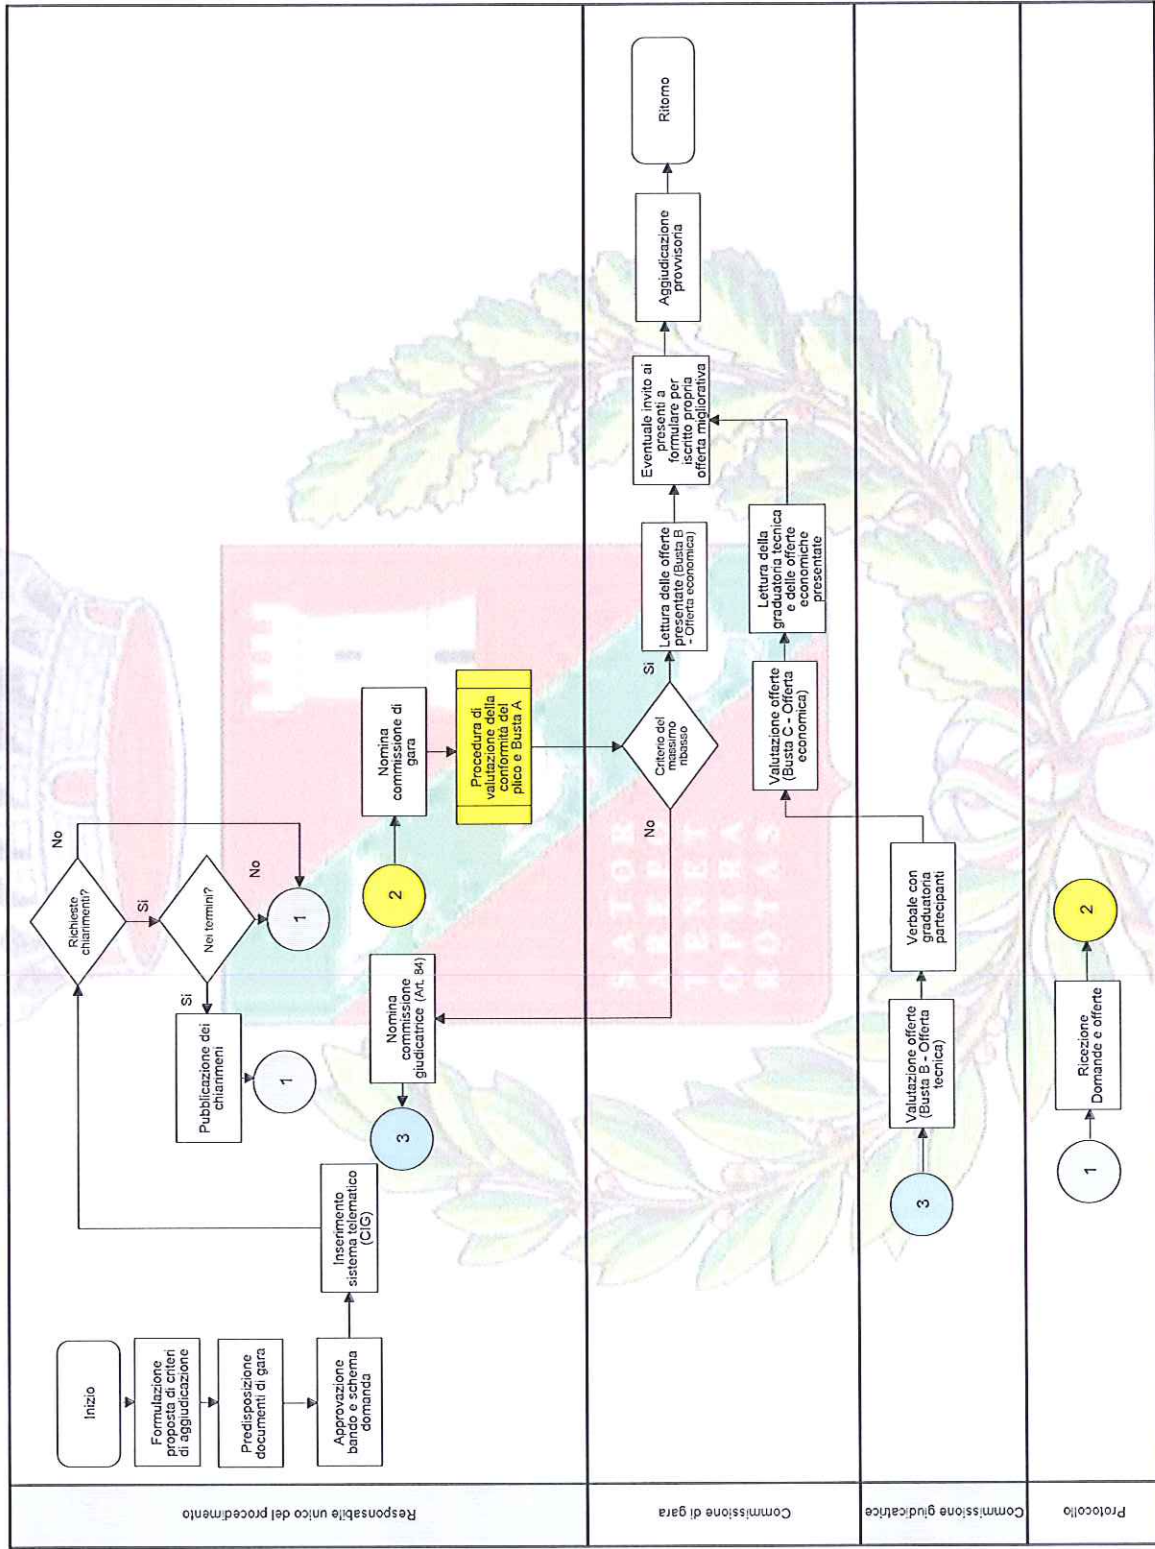 Responsabile unico del procedimento
Inizio
Formulazione
proposta di criteri
di aggiudicazione
Predisposizione
documenti di gara
Approvazione
bando e schema
domanda
Inserimento
sistema telematico
(CIG)
Richieste
chiarimenti?
No
Si
Nei termini?
No
Si
1
Pubblicazione dei
chiarimeni
1
2
Nomina
commissione di
gara
Procedura di
valutazione della
conformità del
plico e Busta A
Nomina
commissione
giudicatrice (Art. 84)
3
Commissione di gara
Criterio del
massimo
ribasso
No
Si
Lettura delle offerte
presentate (Busta B
- Offerta economica)
Eventuale invito ai
presenti a
formulare per
iscritto propria
offerta migliorativa
Aggiudicazione
provvisoria
Ritorno
Valutazione offerte
(Busta C - Offerta
economica)
Lettura della
graduatoria tecnica
e delle offerte
economiche
presentate
Commissione giudicatrice
3
Valutazione offerte
(Busta B - Offerta
tecnica)
Verbale con
graduatoria
partecipanti
Protocollo
1
Ricezione
Domande e offerte
2
SATOR
AREPO
TENET
OPERA
ROTAS